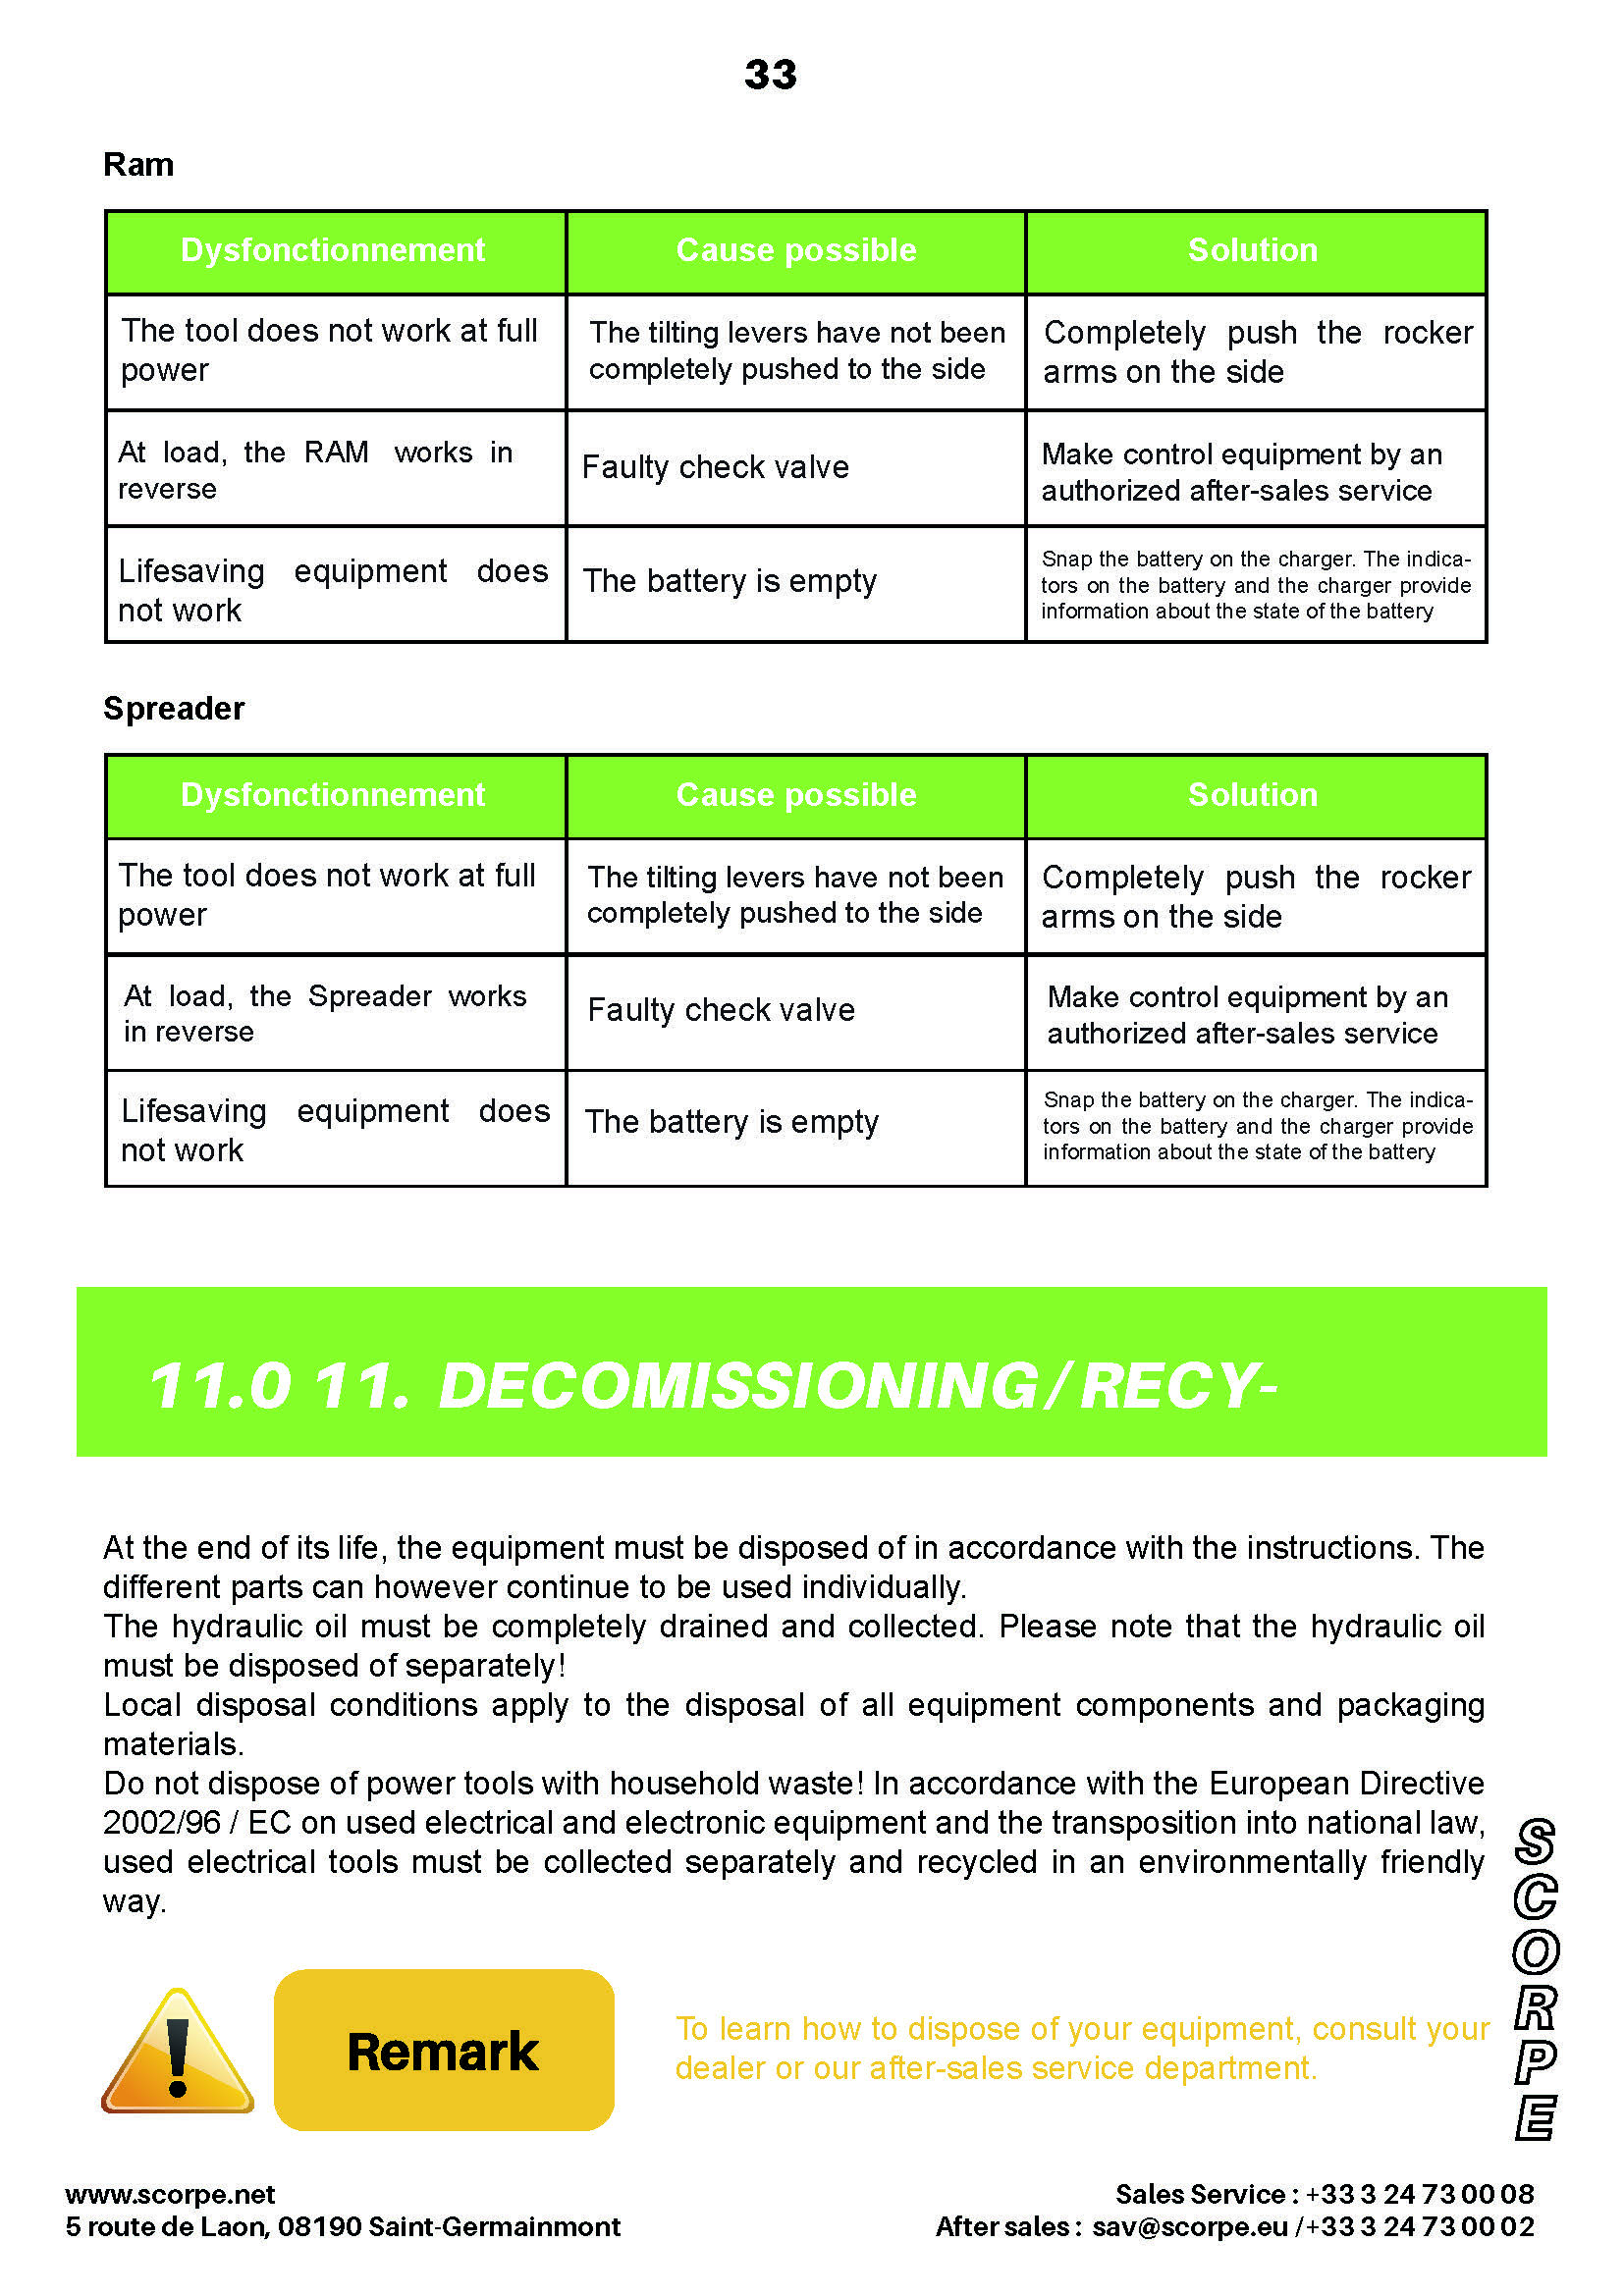 33
Ram
Dysfonctionnement Cause possible Solution
The tool does not work at full
power
The tilting levers have not been
completely pushed to the side
Completely push the rocker
arms on the side
At load, the RAM works in
reverse
Faulty check valve
Make control equipment by an
authorized after-sales service
Lifesaving equipment does
not work
The battery is empty
Snap the battery on the charger. The indica-
tors on the battery and the charger provide
information about the state of the battery
Spreader
Dysfonctionnement Cause possible Solution
The tool does not work at full
power
The tilting levers have not been
completely pushed to the side
Completely push the rocker
arms on the side
At load, the Spreader works
in reverse
Faulty check valve
Make control equipment by an
authorized after-sales service
Lifesaving equipment does
not work
The battery is empty
Snap the battery on the charger. The indica-
tors on the battery and the charger provide
information about the state of the battery
11.0 11. DECOMISSIONING/RECY-
At the end of its life, the equipment must be disposed of in accordance with the instructions. The
different parts can however continue to be used individually.
The hydraulic oil must be completely drained and collected. Please note that the hydraulic oil
must be disposed of separately!
Local disposal conditions apply to the disposal of all equipment components and packaging
materials.
Do not dispose of power tools with household waste! In accordance with the European Directive
2002/96 / EC on used electrical and electronic equipment and the transposition into national law,
used electrical tools must be collected separately and recycled in an environmentally friendly
way.
Remark
To learn how to dispose of your equipment, consult your
dealer or our after-sales service department.
SCORPE
www.scorpe.net
5 route de Laon, 08190 Saint-Germainmont
Sales Service : +33 3 24 73 00 08
After sales : sav@scorpe.eu /+33 3 24 73 00 02